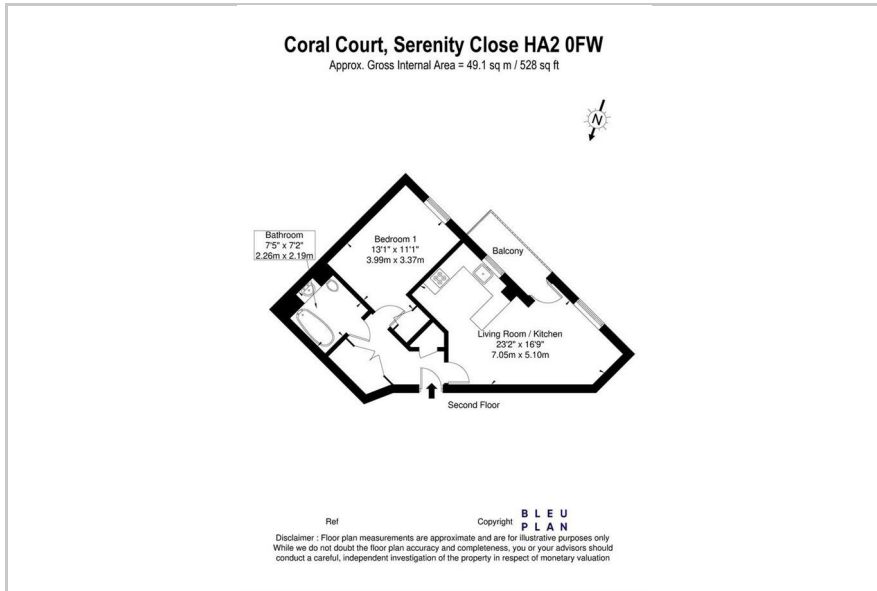 Coral Court, Serenity Close HA2 0FW
Approx. Gross Internal Area = 49.1 sq m / 528 sq ft
N
Bathroom
7'5" x 7'2"
2.26m x 2.19m
Bedroom 1
13'1" x 11'1"
3.99m x 3.37m
Balcony
Living Room / Kitchen
23'2" x 16'9"
7.05m x 5.10m
Second Floor
Ref
Copyright
BLEU
PLAN
Disclaimer : Floor plan measurements are approximate and are for illustrative purposes only
While we do not doubt the floor plan accuracy and completeness, you or your advisors should
conduct a careful, independent investigation of the property in respect of monetary valuation